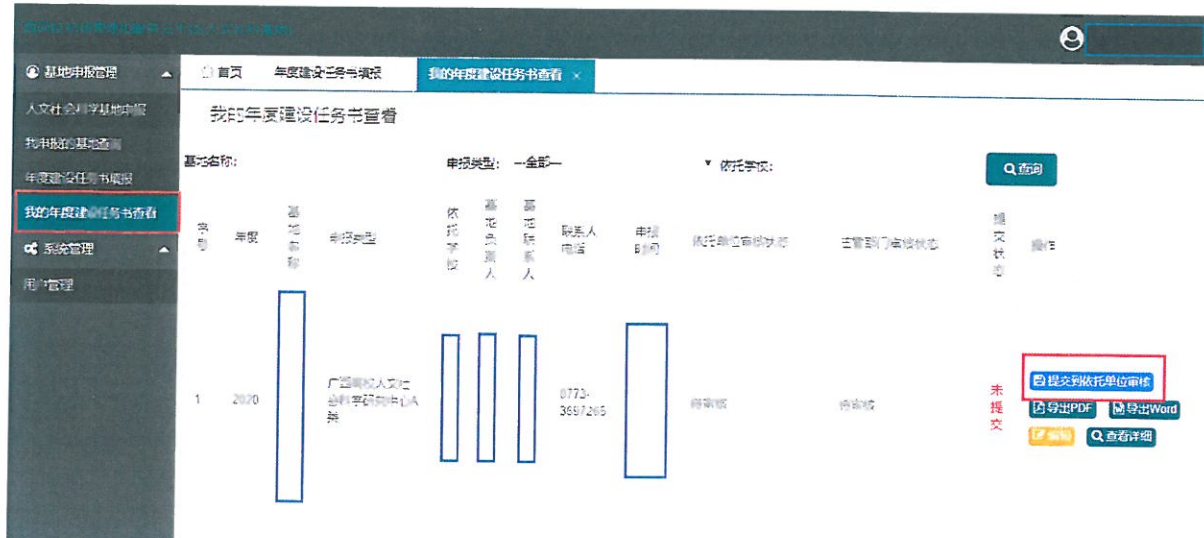 基地申报管理
首页
年度建设任务书填报
我的年度建设任务书查看 ×
人文社会科学基地申报
我的年度建设任务书查看
我申报的基地查询
基地名称:
申报类型: ---全部---
依托学校:
查询
年度建设任务书填报
我的年度建设任务书查看
序号
年度
基地名称
申报类型
依托学校
基地负责人
基地联系人
联系人电话
申报时间
依托单位审核状态
主管部门审核状态
提交状态
操作
系统管理
用户管理
1
2020
广西高校人文社会科学研究中心A类
0773-
3697265
待审核
待审核
未提交
提交到依托单位审核
导出PDF
导出Word
编辑
查看详细